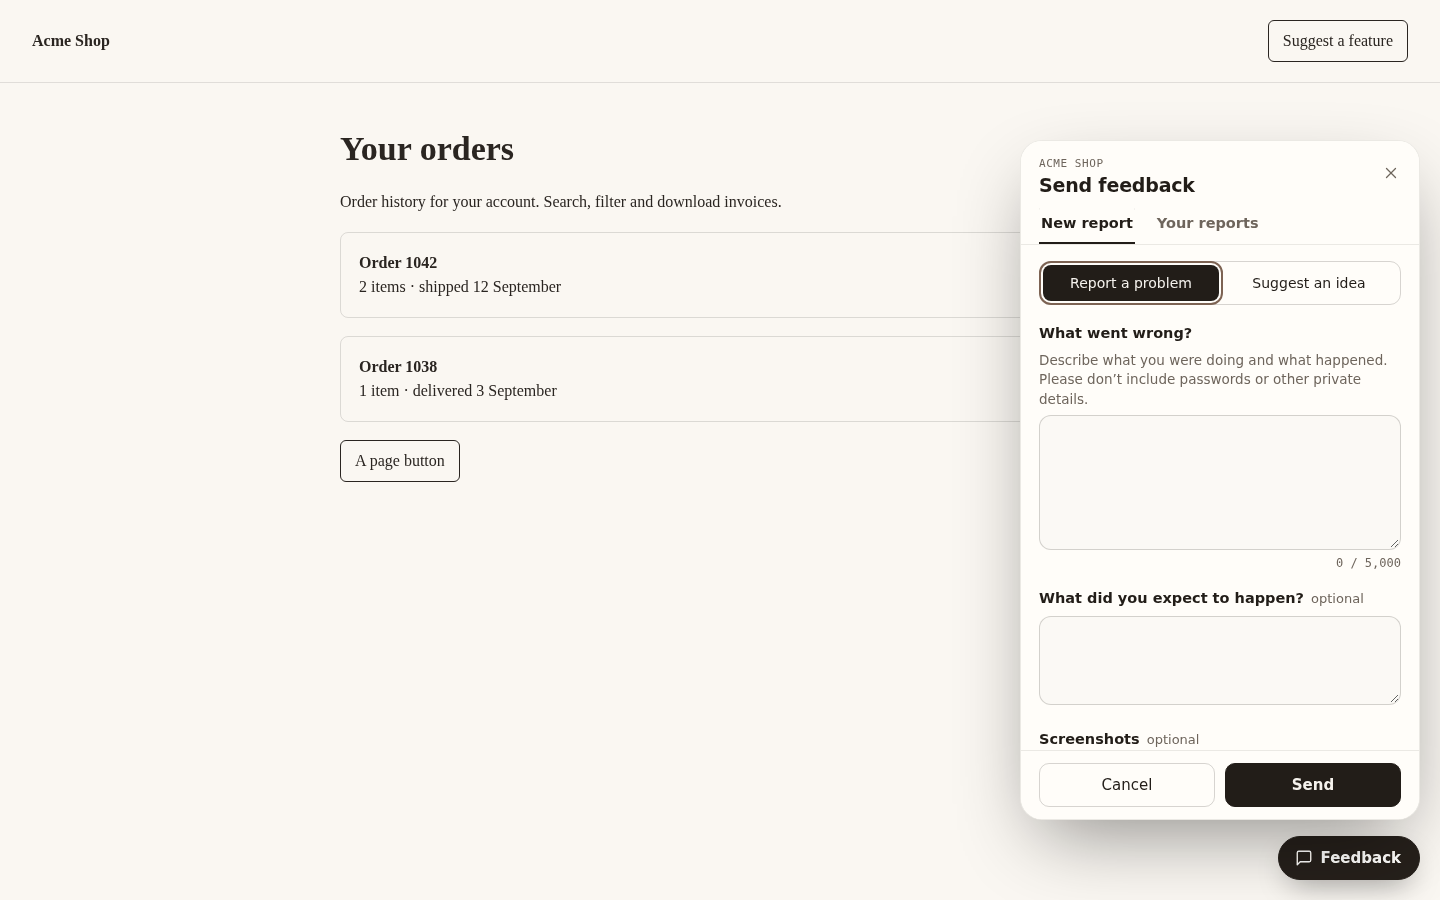 Acme Shop
Suggest a feature
Your orders
Order history for your account. Search, filter and download invoices.
Order 1042
2 items · shipped 12 September
Order 1038
1 item · delivered 3 September
A page button
ACME SHOP
Send feedback
New report
Your reports
Report a problem
Suggest an idea
What went wrong?
Describe what you were doing and what happened.
Please don’t include passwords or other private
details.
0 / 5,000
What did you expect to happen? optional
Screenshots optional
Cancel
Send
Feedback